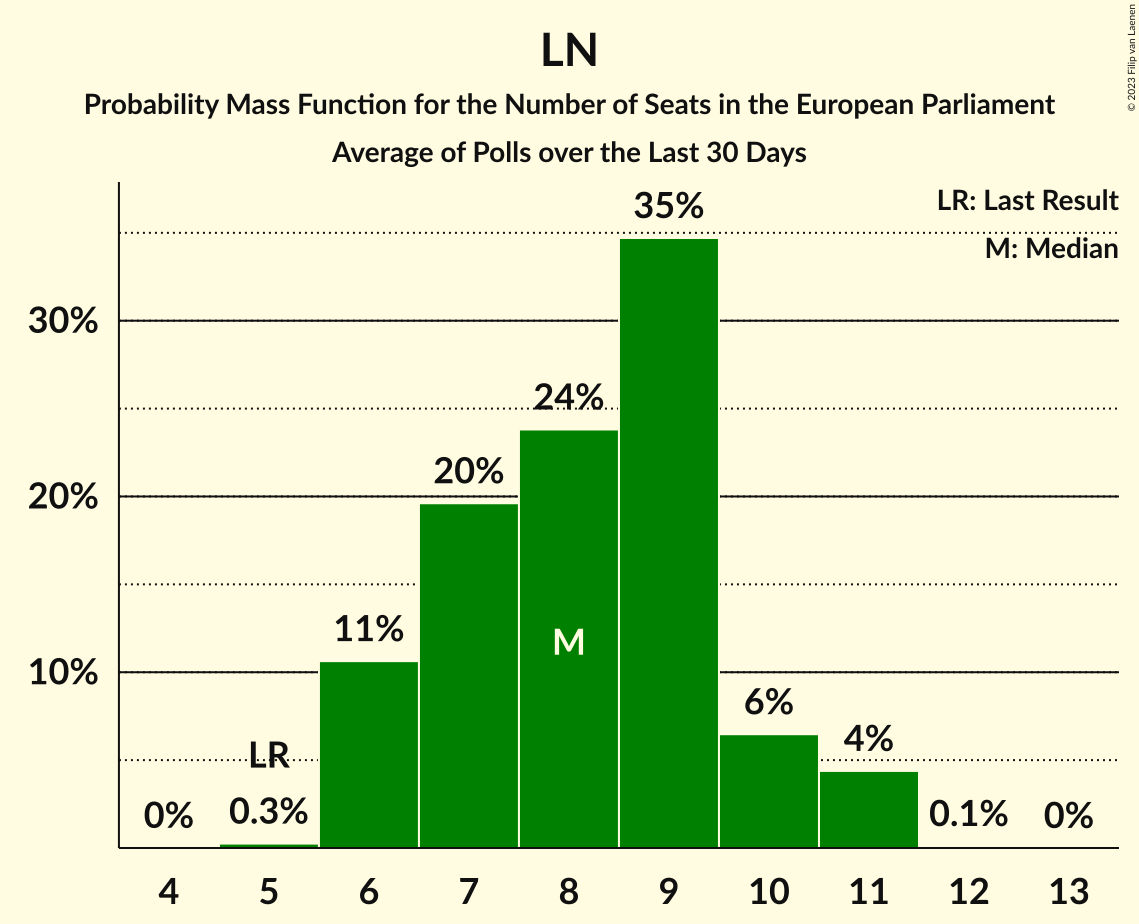 LN
Probability Mass Function for the Number of Seats in the European Parliament
Average of Polls over the Last 30 Days
© 2023 Filip van Laenen
LR: Last Result
M: Median
35%
30%
24%
20%
20%
11%
M
10%
6%
4%
LR
0%
0.3%
0.1%
0%
4 5 6 7 8 9 10 11 12 13